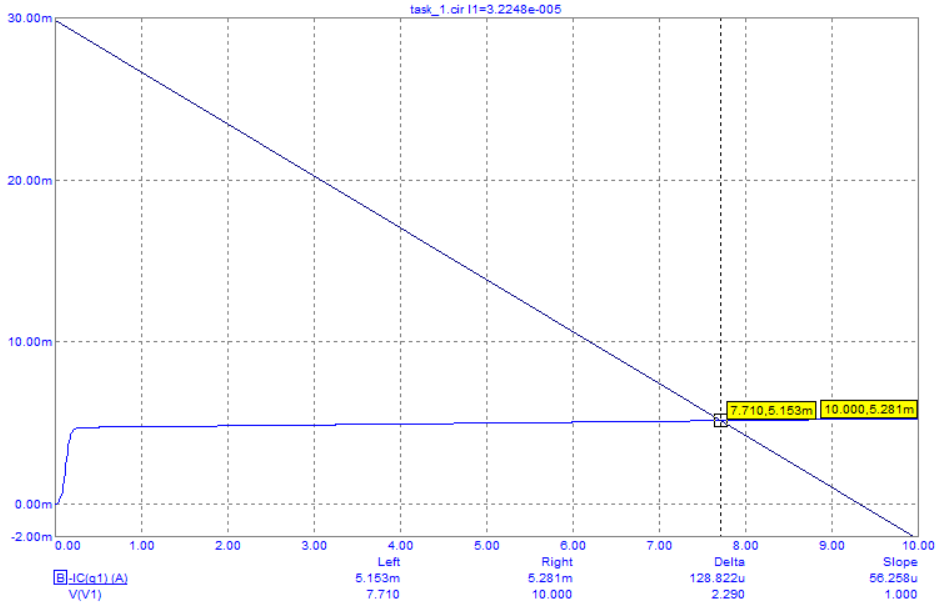 task_1.cir I1=3.2248e-005
30.00m
20.00m
10.00m
7.710,5.153m 10.000,5.281m
0.00m
-2.00m
0.00 1.00 2.00 3.00 4.00 5.00 6.00 7.00 8.00 9.00 10.00
Left Right Delta Slope
B -IC(q1) (A) 5.153m 5.281m 128.822u 56.258u
V(V1) 7.710 10.000 2.290 1.000